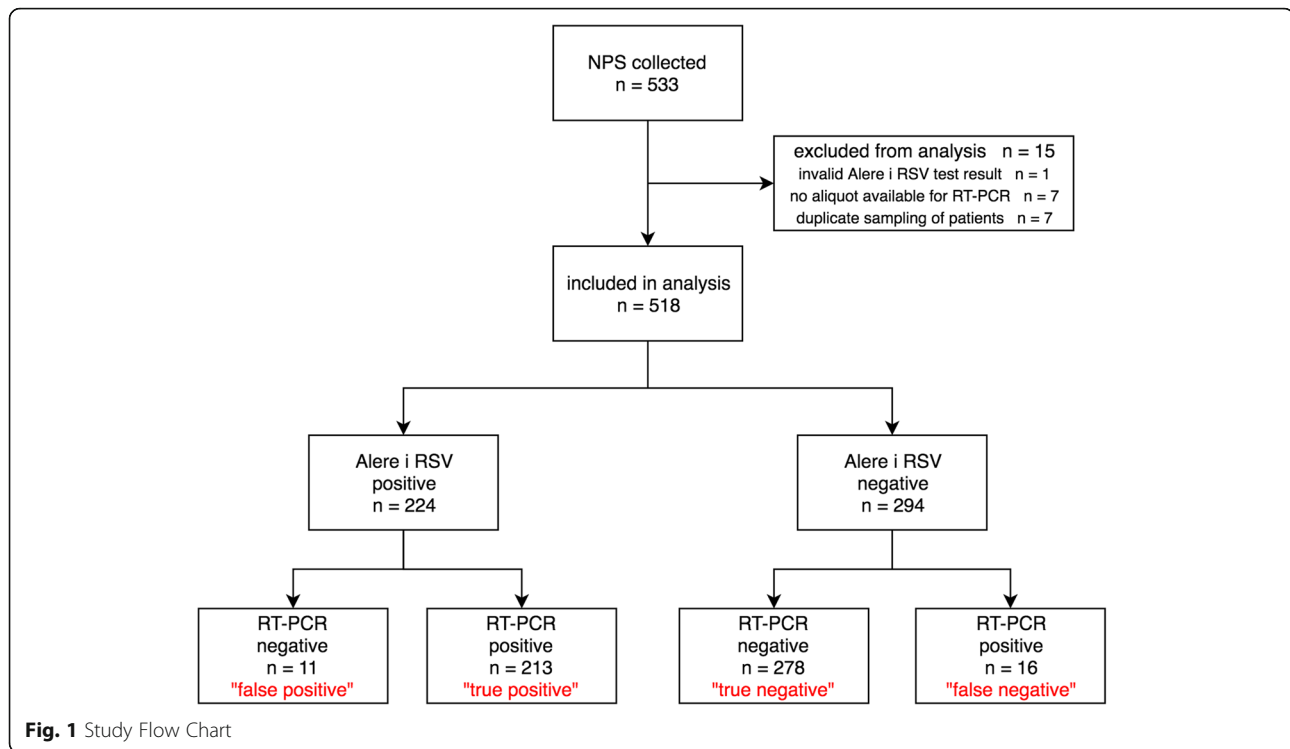 NPS collected
n = 533
excluded from analysis n = 15
invalid Alere i RSV test result n = 1
no aliquot available for RT-PCR n = 7
duplicate sampling of patients n = 7
included in analysis
n = 518
Alere i RSV
positive
n = 224
Alere i RSV
negative
n = 294
RT-PCR
negative
n = 11
"false positive"
RT-PCR
positive
n = 213
"true positive"
RT-PCR
negative
n = 278
"true negative"
RT-PCR
positive
n = 16
"false negative"
Fig. 1 Study Flow Chart